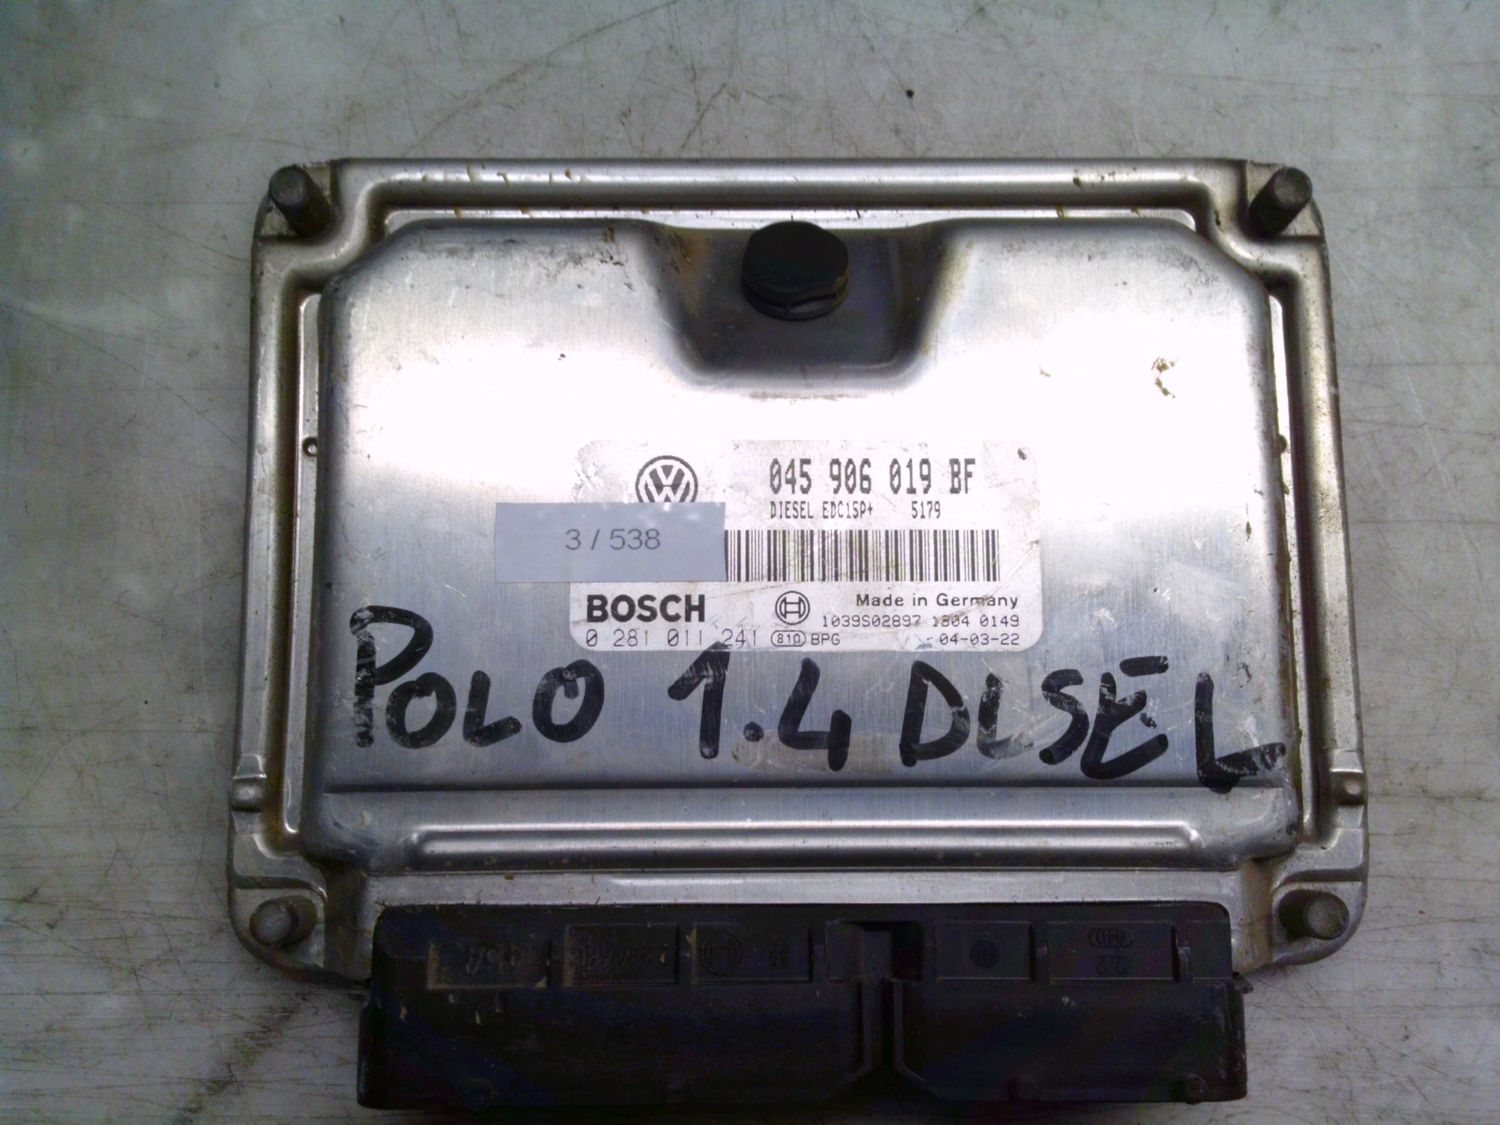 045 906 019 BF
DIESEL EDC15P+ 5179
3 / 538
BOSCH
Made in Germany
1039S02897 1804 0149
0 281 011 241 810 BPG 04-03-22
POLO 1.4 DISEL